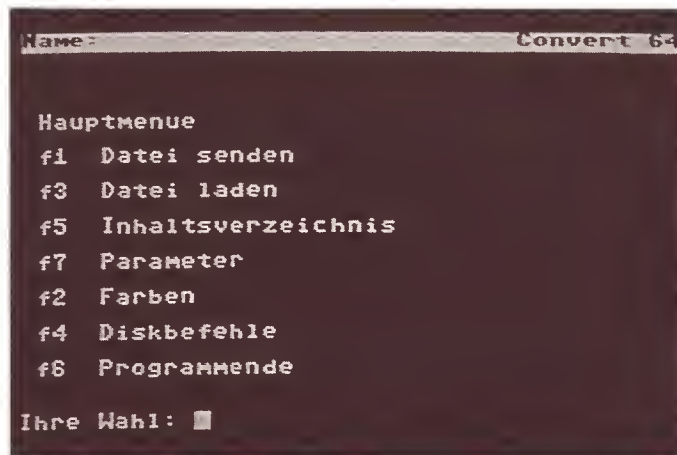 Name: Convert 64
Hauptmenue
f1 Datei senden
f3 Datei laden
f5 Inhaltsverzeichnis
f7 Parameter
f2 Farben
f4 Diskbefehle
f6 Programmende
Ihre Wahl: